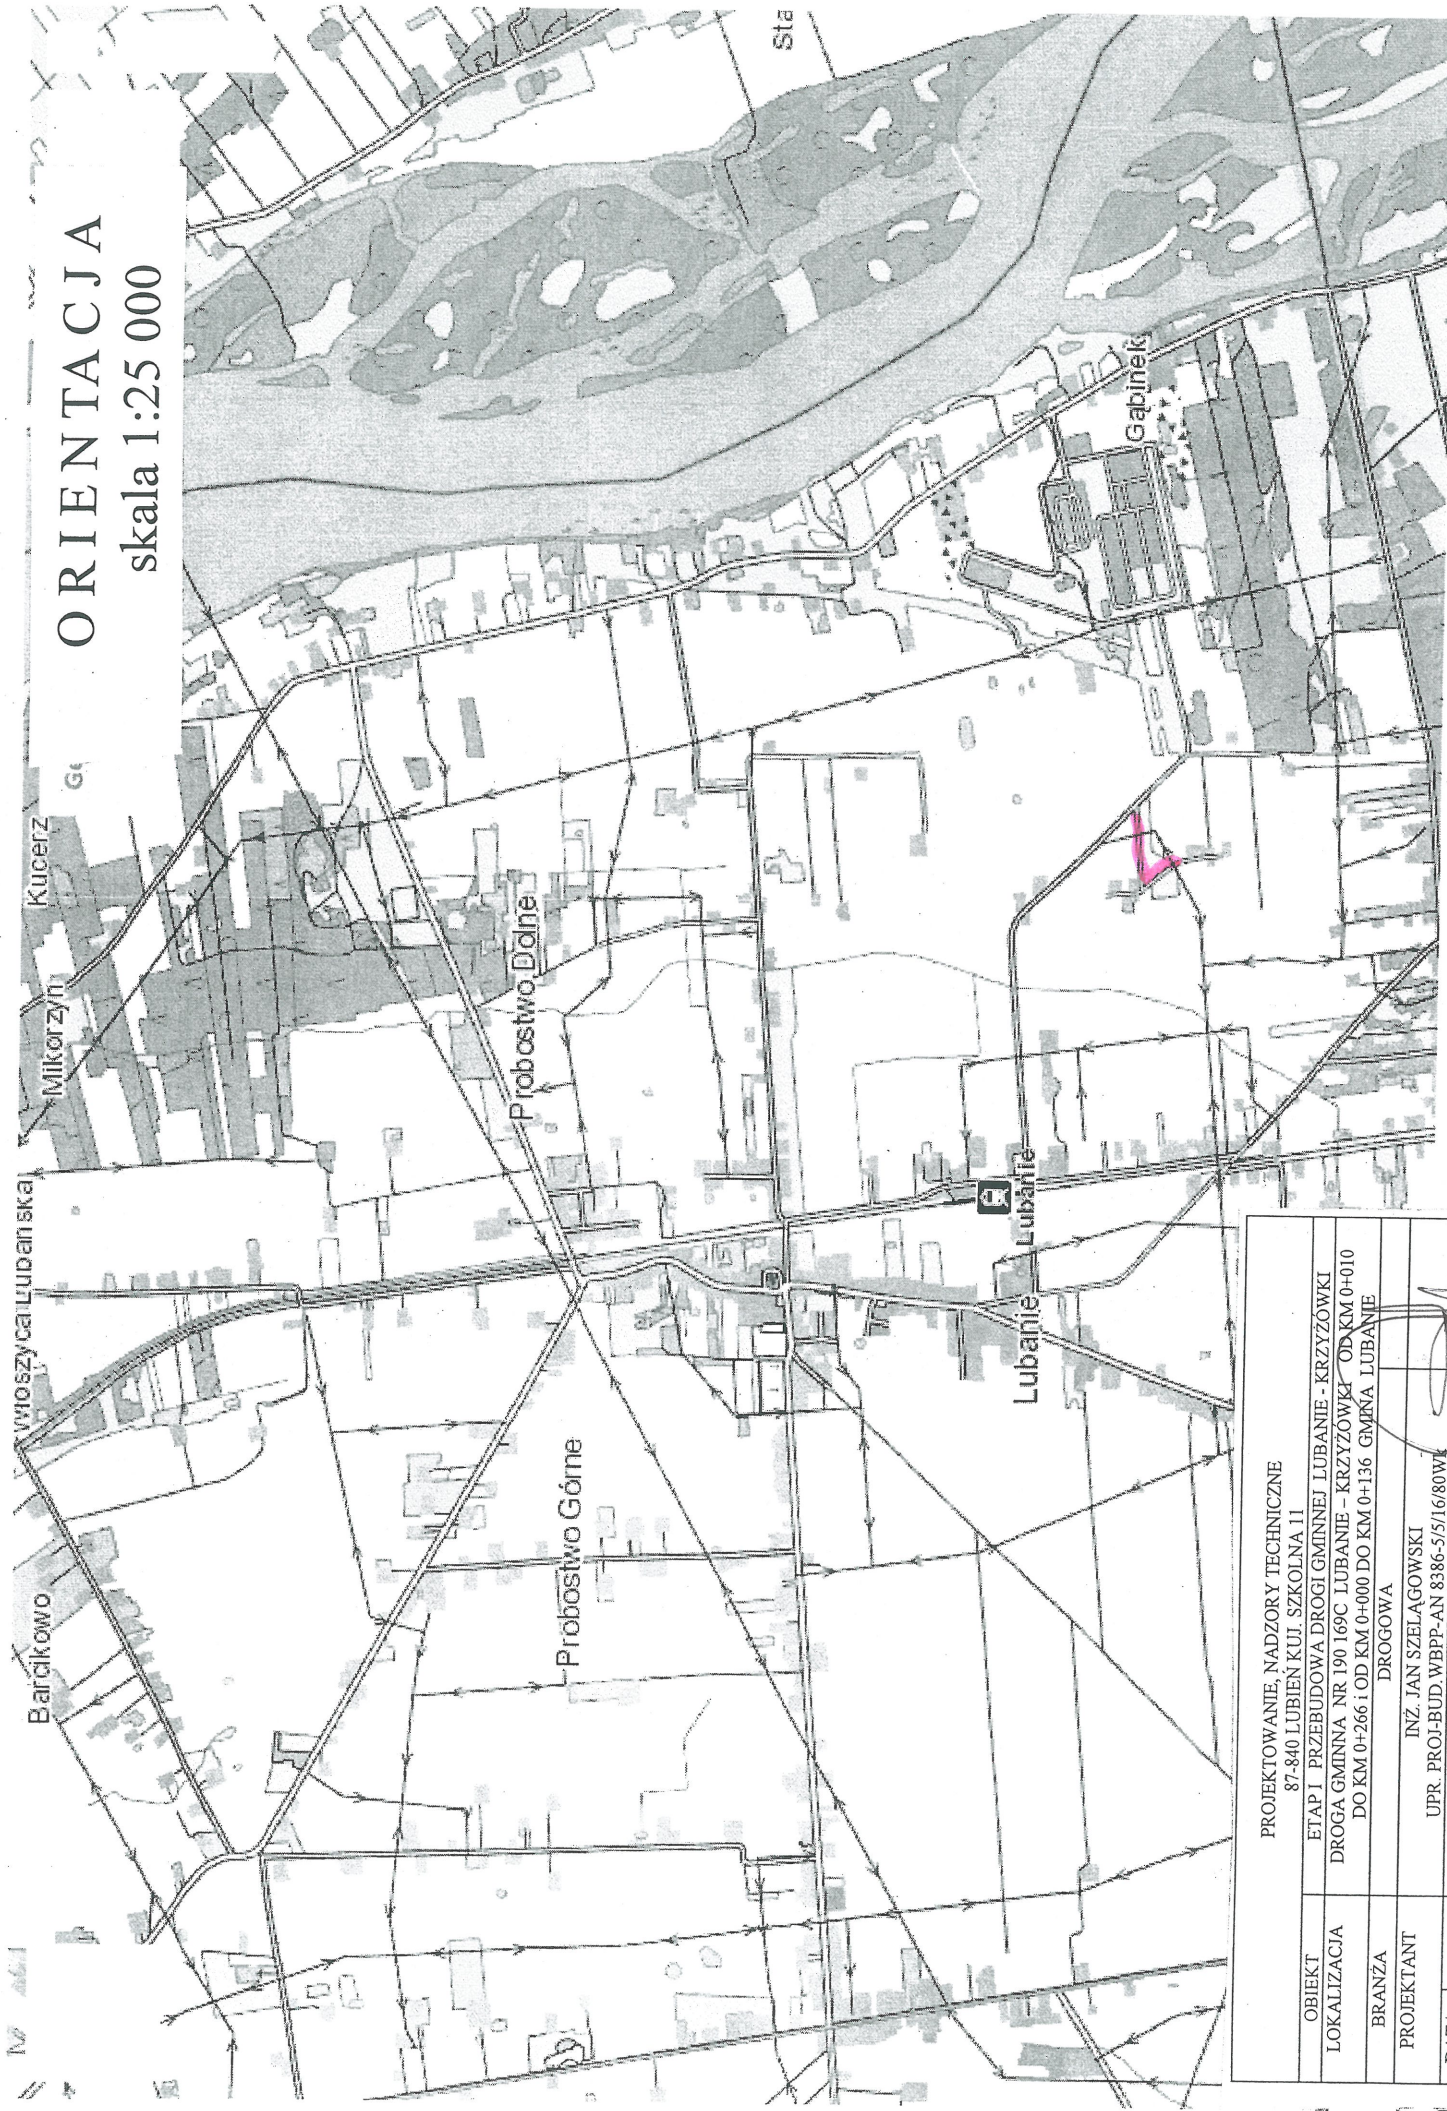 ORIENTACJA
skala 1:25 000
Barcikowo
Włoszyca Lubańska
Mikorzyn
Kucerz
Probostwo Górne
Probostwo Dolne
Sta
Lubanie
Lubanie
Gąbinek
PROJEKTOWANIE, NADZORY TECHNICZNE
87-840 LUBIEŃ KUJ. SZKOLNA 11
OBIEKT ETAP I PRZEBUDOWA DROGI GMINNEJ LUBANIE - KRZYŻÓWKI
LOKALIZACJA DROGA GMINNA NR 190 169C LUBANIE – KRZYŻÓWKI OD KM 0+010
DO KM 0+266 i OD KM 0+000 DO KM 0+136 GMINA LUBANIE
BRANŻA DROGOWA
PROJEKTANT INŻ. JAN SZELĄGOWSKI
UPR. PROJ-BUD.WBPP-AN 8386-5/5/16/80Wk